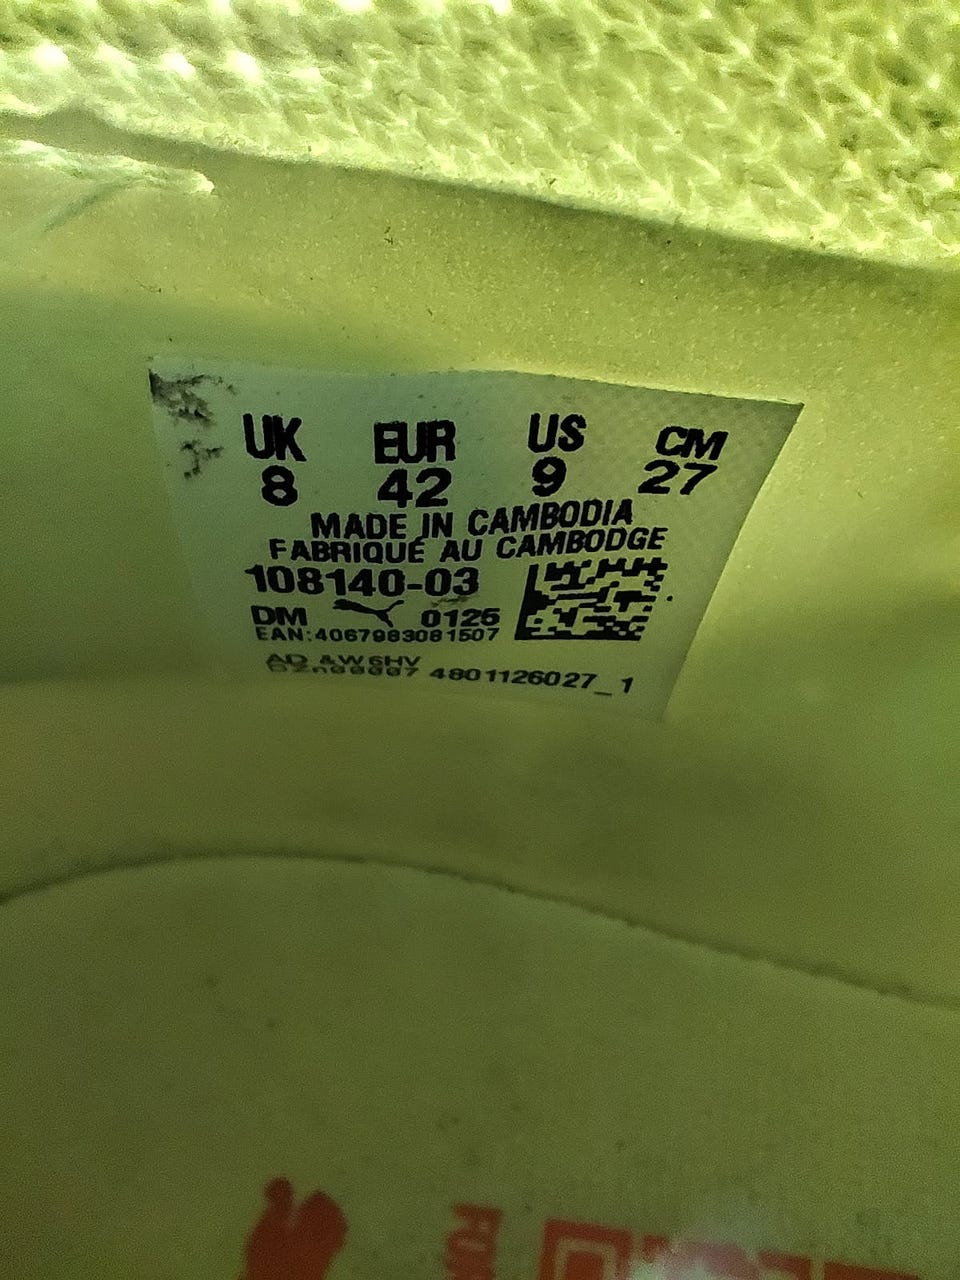 UK EUR US CM
8 42 9 27
MADE IN CAMBODIA
FABRIQUÉ AU CAMBODGE
108140-03
DM 0125
EAN:4067983081507
4801126027_1